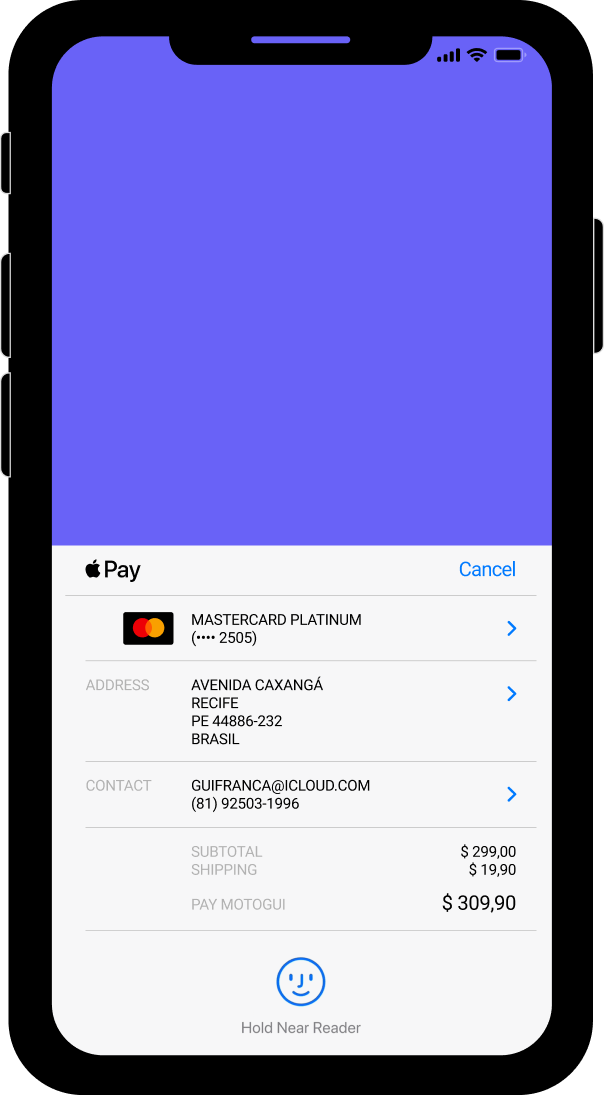 Pay
Cancel
MASTERCARD PLATINUM
(•••• 2505)
ADDRESS
AVENIDA CAXANGÁ
RECIFE
PE 44886-232
BRASIL
CONTACT
GUIFRANCA@ICLOUD.COM
(81) 92503-1996
SUBTOTAL $ 299,00
SHIPPING $ 19,90
PAY MOTOGUI $ 309,90
Hold Near Reader